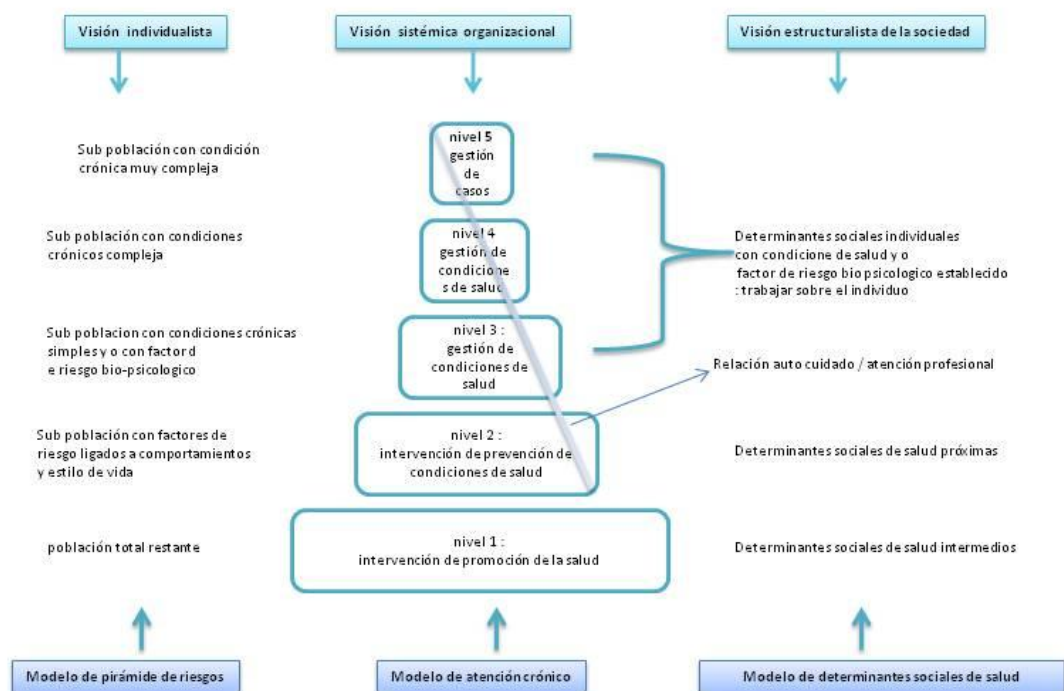 Visión individualista
Visión sistémica organizacional
Visión estructuralista de la sociedad
Sub población con condición
crónica muy compleja
nivel 5
gestión
de
casos
Sub población con condiciones
crónicos compleja
nivel 4
gestión de
condicione
s de salud
Determinantes sociales individuales
con condicione de salud y o
factor de riesgo bio psicologico establecido
: trabajar sobre el individuo
Sub poblacion con condiciones crónicas
simples y o con factor d
e riesgo bio-psicologico
nivel 3 :
gestión de
condiciones de
salud
Relación auto cuidado / atención profesional
Sub población con factores de
riesgo ligados a comportamientos
y estilo de vida
nivel 2 :
intervención de prevención de
condiciones de salud
Determinantes sociales de salud próximas
población total restante
nivel 1 :
intervención de promoción de la salud
Determinantes sociales de salud intermedios
Modelo de pirámide de riesgos
Modelo de atención crónico
Modelo de determinantes sociales de salud